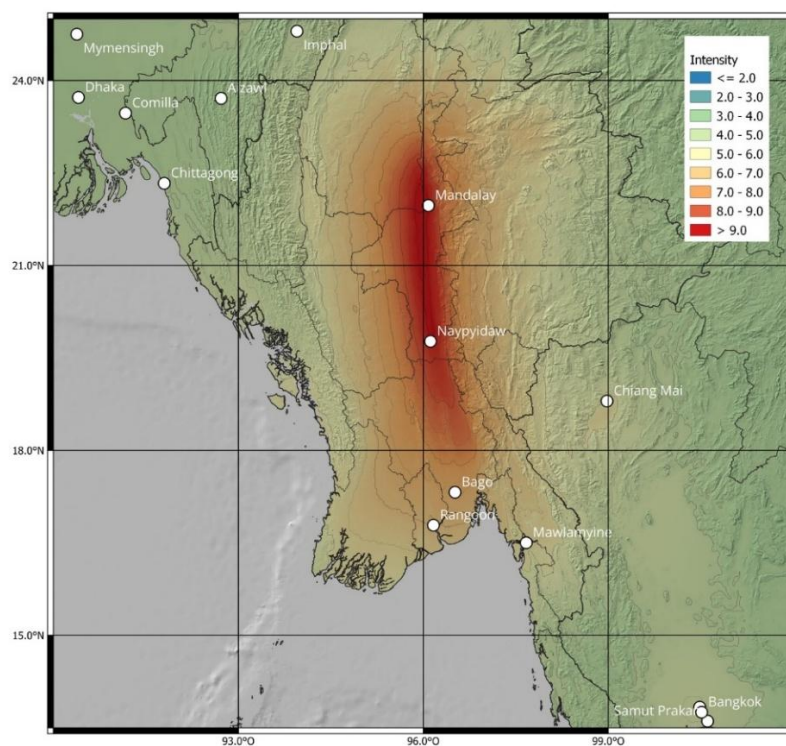 Mymensingh
Imphal
Intensity
<= 2.0
2.0 - 3.0
3.0 - 4.0
4.0 - 5.0
5.0 - 6.0
6.0 - 7.0
7.0 - 8.0
8.0 - 9.0
> 9.0
24.0°N
Dhaka
Aizawl
Comilla
Chittagong
Mandalay
21.0°N
Naypyidaw
Chiang Mai
18.0°N
Bago
Rangoon
Mawlamyine
15.0°N
Bangkok
Samut Prakan
93.0°E
96.0°E
99.0°E